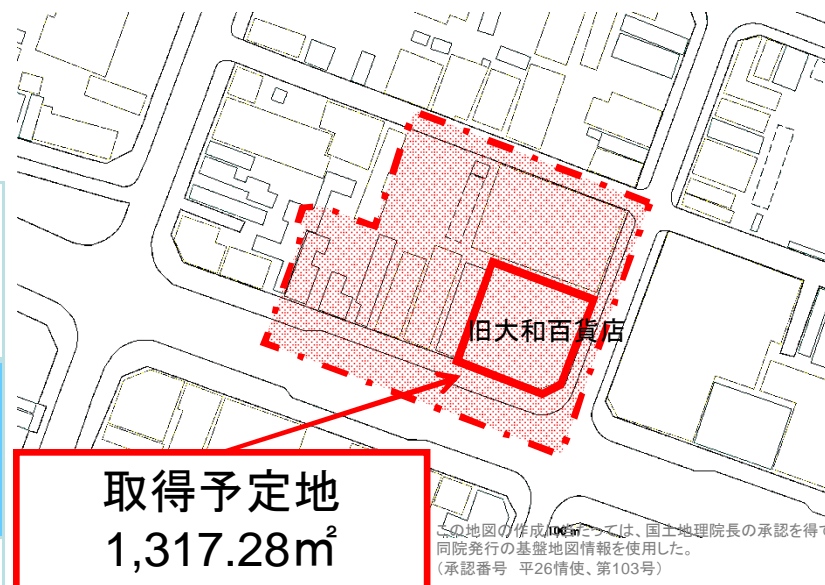 旧大和百貨店
取得予定地
1,317.28㎡
100 m
この地図の作成に当たっては、国土地理院長の承認を得て
同院発行の基盤地図情報を使用した。
(承認番号 平26情使、第103号)